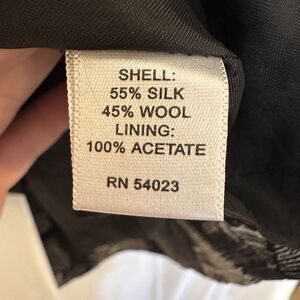 SHELL:
55% SILK
45% WOOL
LINING:
100% ACETATE
RN 54023